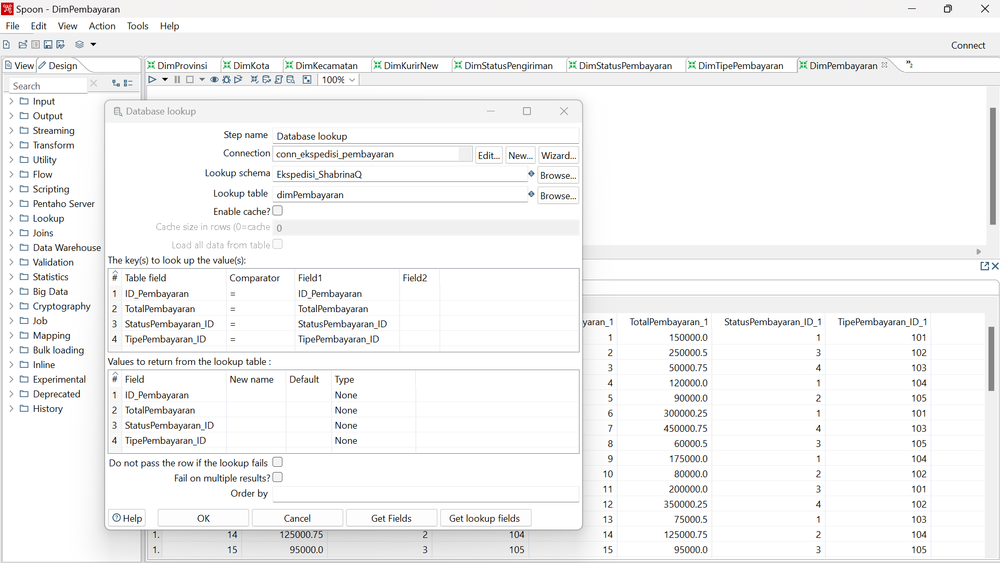 Spoon - DimPembayaran
File Edit View Action Tools Help
Connect
View Design
DimProvinsi DimKota DimKecamatan DimKurirNew DimStatusPengiriman DimStatusPembayaran DimTipePembayaran DimPembayaran »2
Search
100%
Input
Output
Streaming
Transform
Utility
Flow
Scripting
Pentaho Server
Lookup
Joins
Data Warehouse
Validation
Statistics
Big Data
Cryptography
Job
Mapping
Bulk loading
Inline
Experimental
Deprecated
History
Database lookup
Step name Database lookup
Connection conn_ekspedisi_pembayaran Edit... New... Wizard...
Lookup schema Ekspedisi_ShabrinaQ Browse...
Lookup table dimPembayaran Browse...
Enable cache?
Cache size in rows (0=cache 0
Load all data from table
The key(s) to look up the value(s):
# Table field Comparator Field1 Field2
1 ID_Pembayaran = ID_Pembayaran
2 TotalPembayaran = TotalPembayaran
3 StatusPembayaran_ID = StatusPembayaran_ID
4 TipePembayaran_ID = TipePembayaran_ID
Values to return from the lookup table :
# Field New name Default Type
1 ID_Pembayaran None
2 TotalPembayaran None
3 StatusPembayaran_ID None
4 TipePembayaran_ID None
Do not pass the row if the lookup fails
Fail on multiple results?
Order by
Help OK Cancel Get Fields Get lookup fields
yaran_1 TotalPembayaran_1 StatusPembayaran_ID_1 TipePembayaran_ID_1
1 150000.0 1 101
2 250000.5 3 102
3 50000.75 4 103
4 120000.0 1 104
5 90000.0 2 105
6 300000.25 1 101
7 450000.75 4 103
8 60000.5 3 105
9 175000.0 1 104
10 80000.0 2 102
11 200000.0 3 101
12 350000.25 4 102
13 75000.5 1 103
1. 14 125000.75 2 104 14 125000.75 2 104
1. 15 95000.0 3 105 15 95000.0 3 105